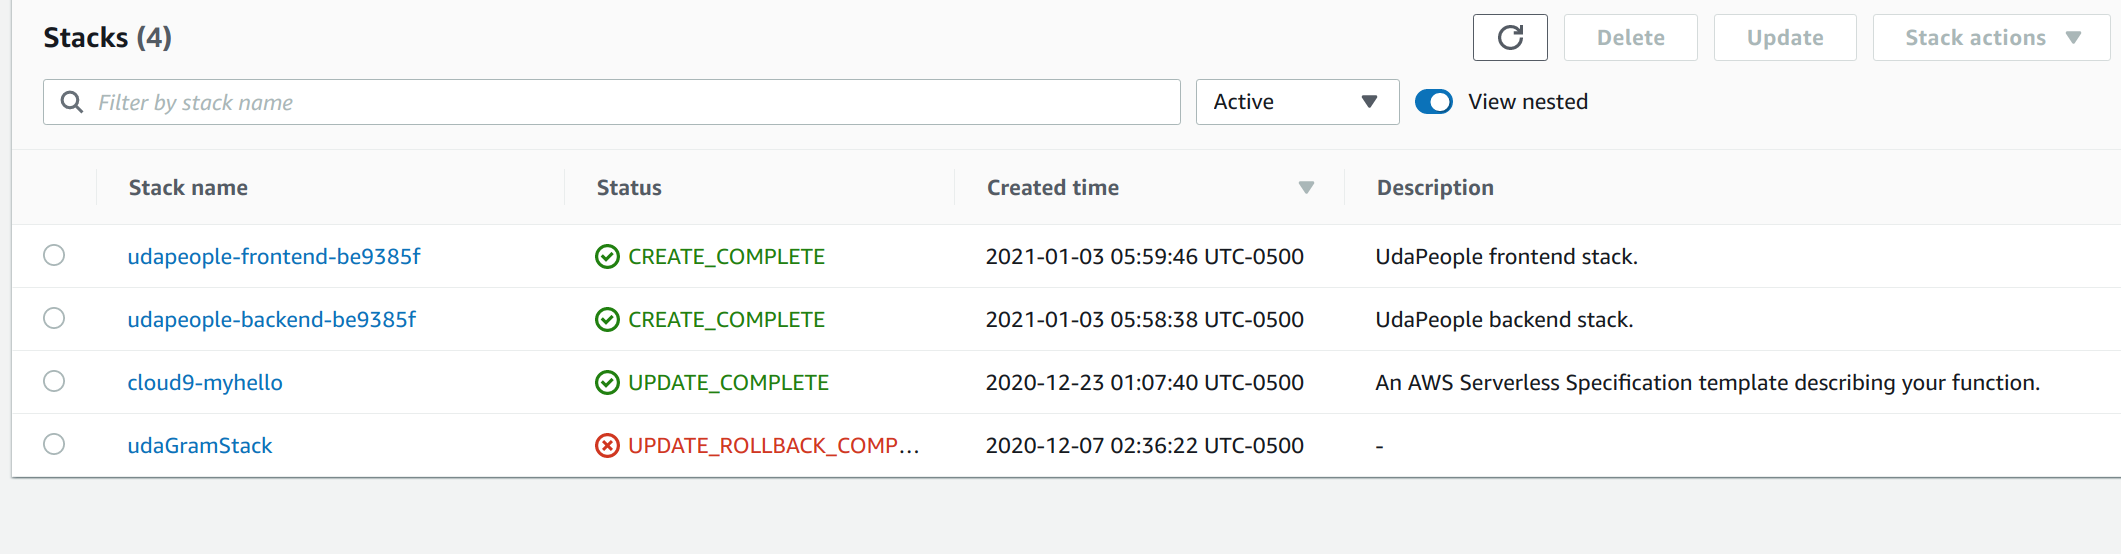 Stacks (4)
Delete
Update
Stack actions
Filter by stack name
Active
View nested
Stack name Status Created time Description
udapeople-frontend-be9385f CREATE_COMPLETE 2021-01-03 05:59:46 UTC-0500 UdaPeople frontend stack.
udapeople-backend-be9385f CREATE_COMPLETE 2021-01-03 05:58:38 UTC-0500 UdaPeople backend stack.
cloud9-myhello UPDATE_COMPLETE 2020-12-23 01:07:40 UTC-0500 An AWS Serverless Specification template describing your function.
udaGramStack UPDATE_ROLLBACK_COMP... 2020-12-07 02:36:22 UTC-0500 -